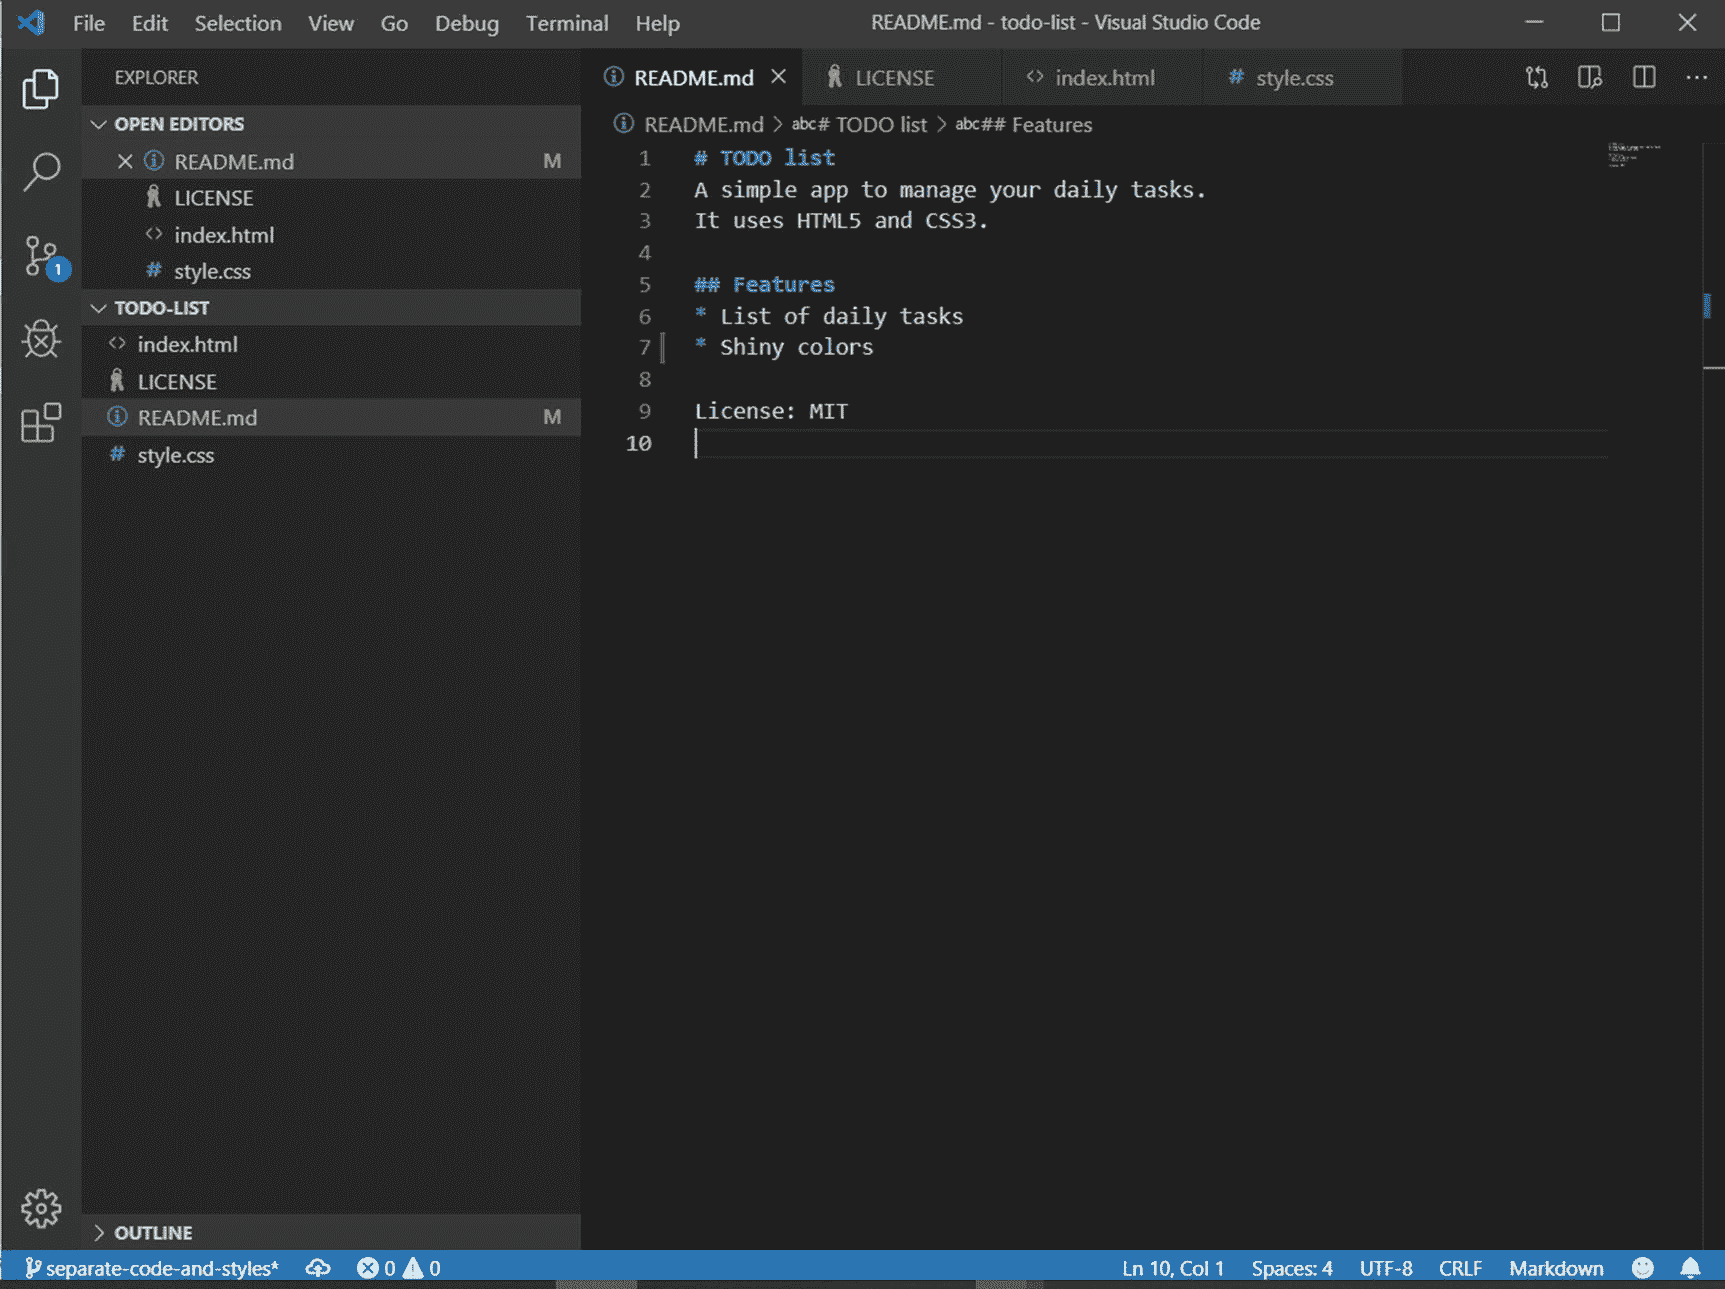 File Edit Selection View Go Debug Terminal Help README.md - todo-list - Visual Studio Code
EXPLORER
OPEN EDITORS
README.md M
LICENSE
index.html
# style.css
TODO-LIST
index.html
LICENSE
README.md M
# style.css
OUTLINE
1
README.md LICENSE <> index.html # style.css ...
README.md > abc# TODO list > abc## Features
1 # TODO list
2 A simple app to manage your daily tasks.
3 It uses HTML5 and CSS3.
4
5 ## Features
6 * List of daily tasks
7 * Shiny colors
8
9 License: MIT
10
separate-code-and-styles* 0 0 Ln 10, Col 1 Spaces: 4 UTF-8 CRLF Markdown